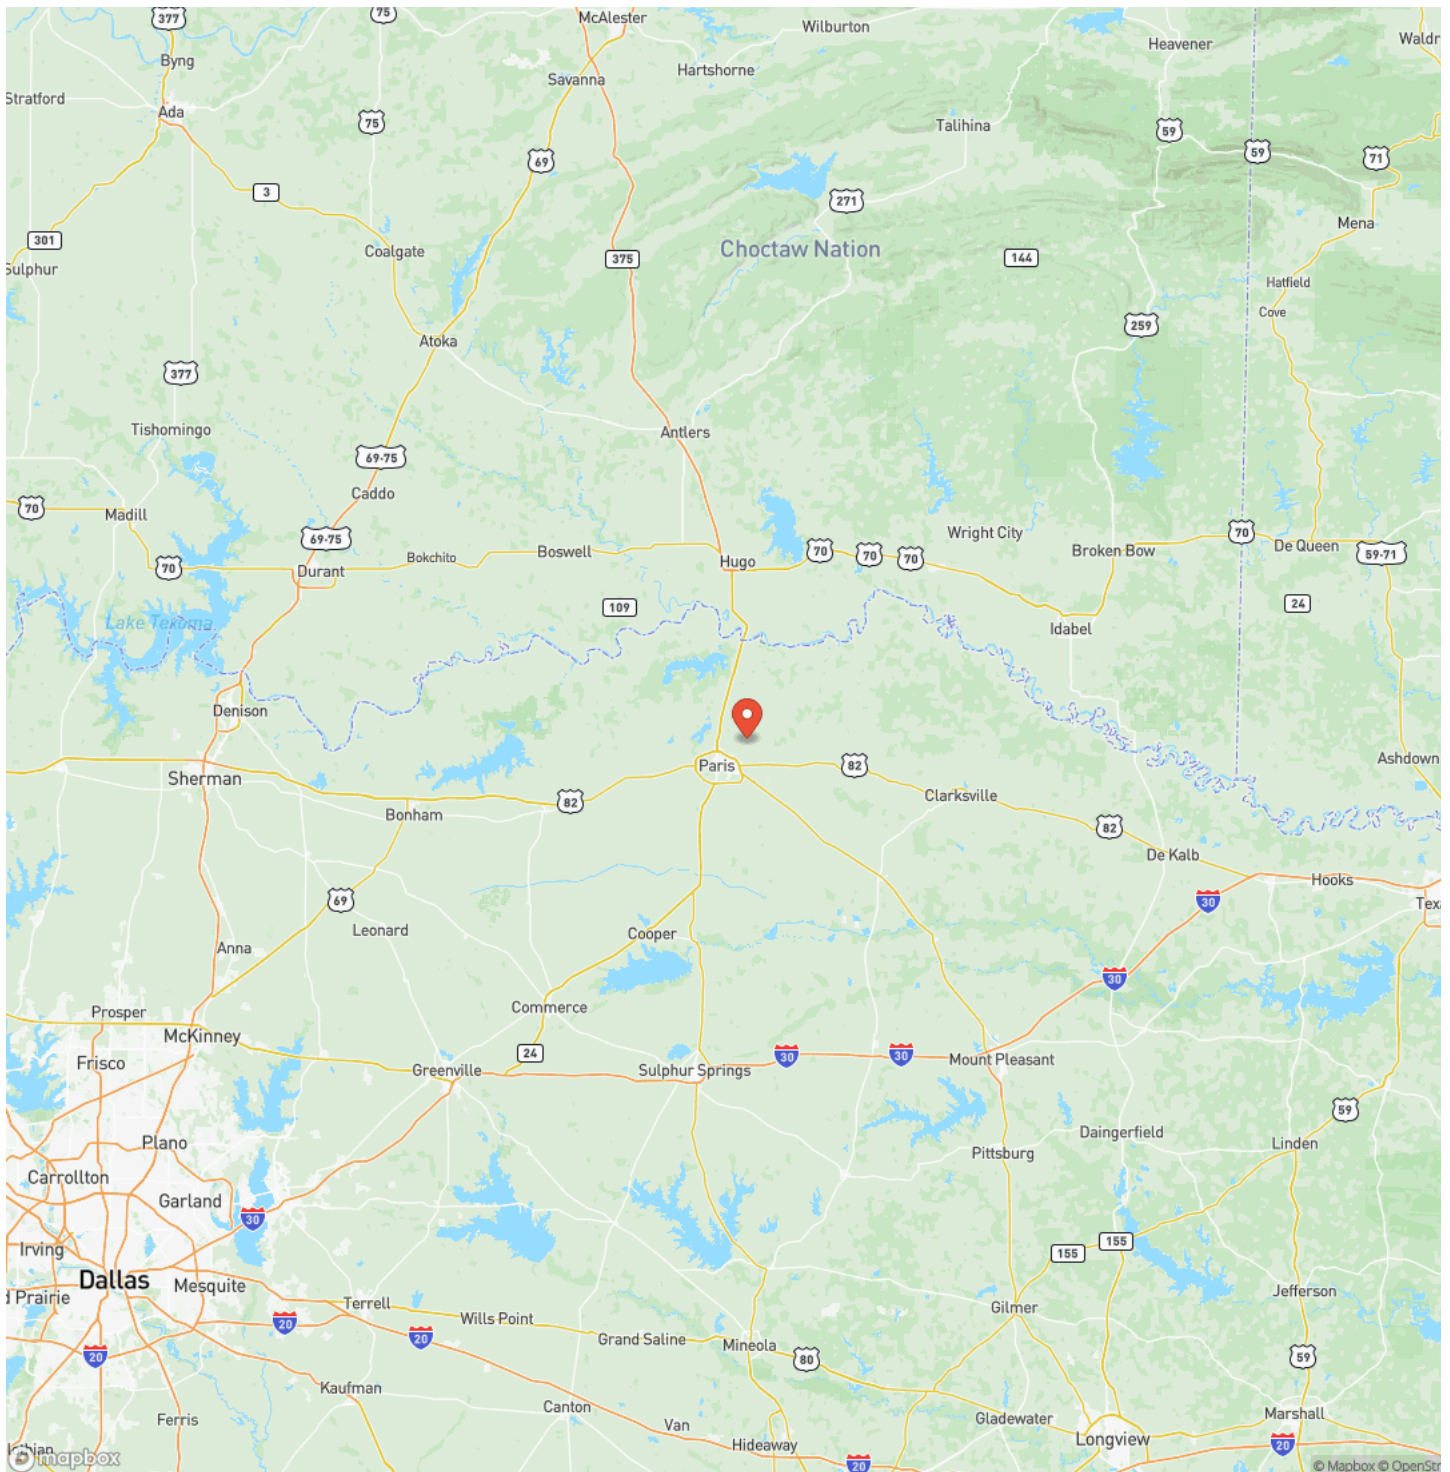 377
75
McAlester
Wilburton
Heavener
Waldr
Byng
Hartshorne
Savanna
Stratford
Ada
75
Talihina
59
59
71
69
3
271
Mena
301
Coalgate
375
Choctaw Nation
144
Sulphur
Hatfield
Cove
259
Atoka
377
Tishomingo
Antlers
69-75
Caddo
70
Madill
69-75
Wright City
70
Boswell
70
70
70
Broken Bow
De Queen
59-71
Bokchito
Hugo
70
Durant
109
24
Lake Texoma
Idabel
Denison
Paris
82
Ashdown
Sherman
Clarksville
82
Bonham
82
De Kalb
Hooks
69
30
Texa
Leonard
Cooper
Anna
30
Commerce
Prosper
McKinney
24
30
30
Frisco
Greenville
Sulphur Springs
Mount Pleasant
59
Plano
Daingerfield
Linden
Pittsburg
Carrollton
Garland
30
Irving
155
155
Dallas
Mesquite
Jefferson
d Prairie
Terrell
Gilmer
20
Wills Point
20
Grand Saline
Mineola
20
80
59
Kaufman
Canton
Ferris
Van
Gladewater
Marshall
Hideaway
Longview
20
20
mapbox
© Mapbox © OpenStr